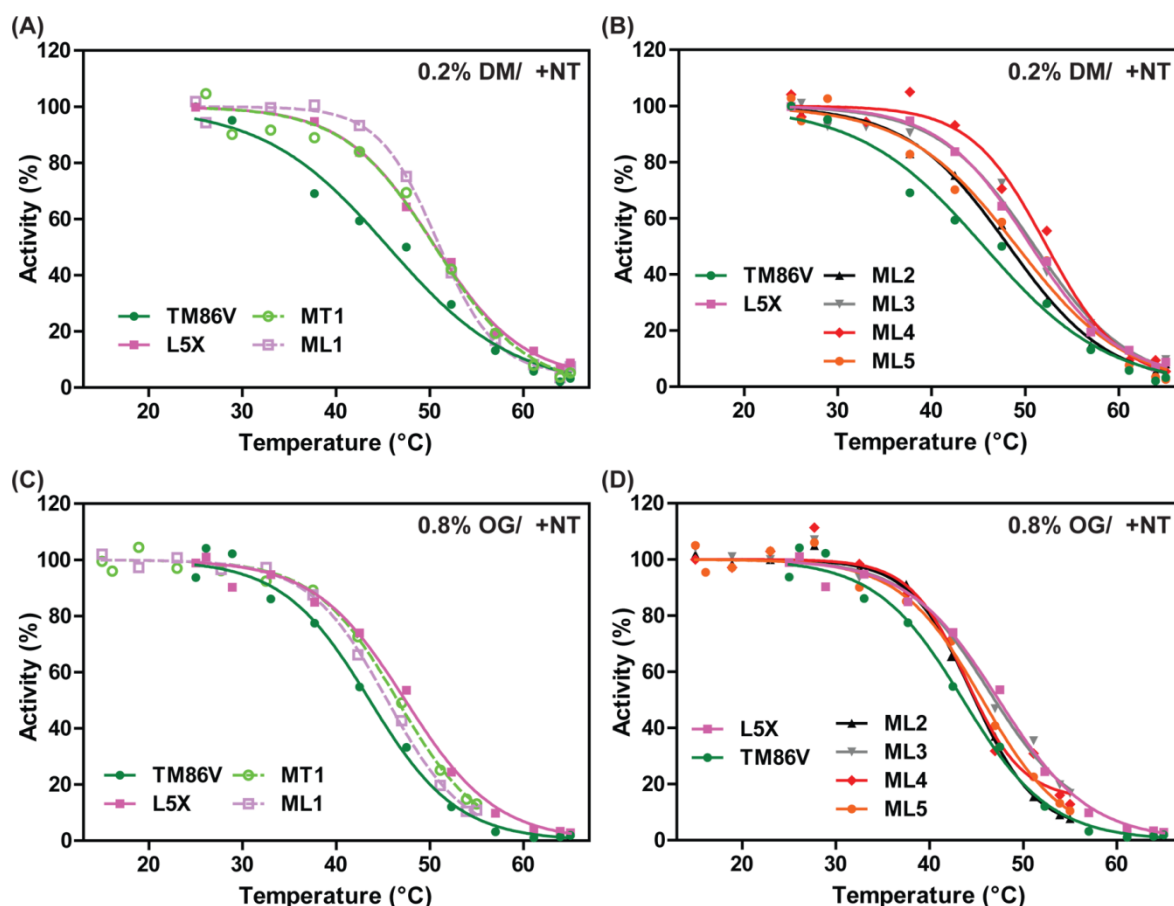 (A)
0.2% DM/ +NT
120
100
80
60
40
20
0
Activity (%)
TM86V
L5X
MT1
ML1
20
30
40
50
60
Temperature (°C)
(B)
0.2% DM/ +NT
120
100
80
60
40
20
0
Activity (%)
TM86V
L5X
ML2
ML3
ML4
ML5
20
30
40
50
60
Temperature (°C)
(C)
0.8% OG/ +NT
120
100
80
60
40
20
0
Activity (%)
TM86V
L5X
MT1
ML1
20
30
40
50
60
Temperature (°C)
(D)
0.8% OG/ +NT
120
100
80
60
40
20
0
Activity (%)
L5X
TM86V
ML2
ML3
ML4
ML5
20
30
40
50
60
Temperature (°C)